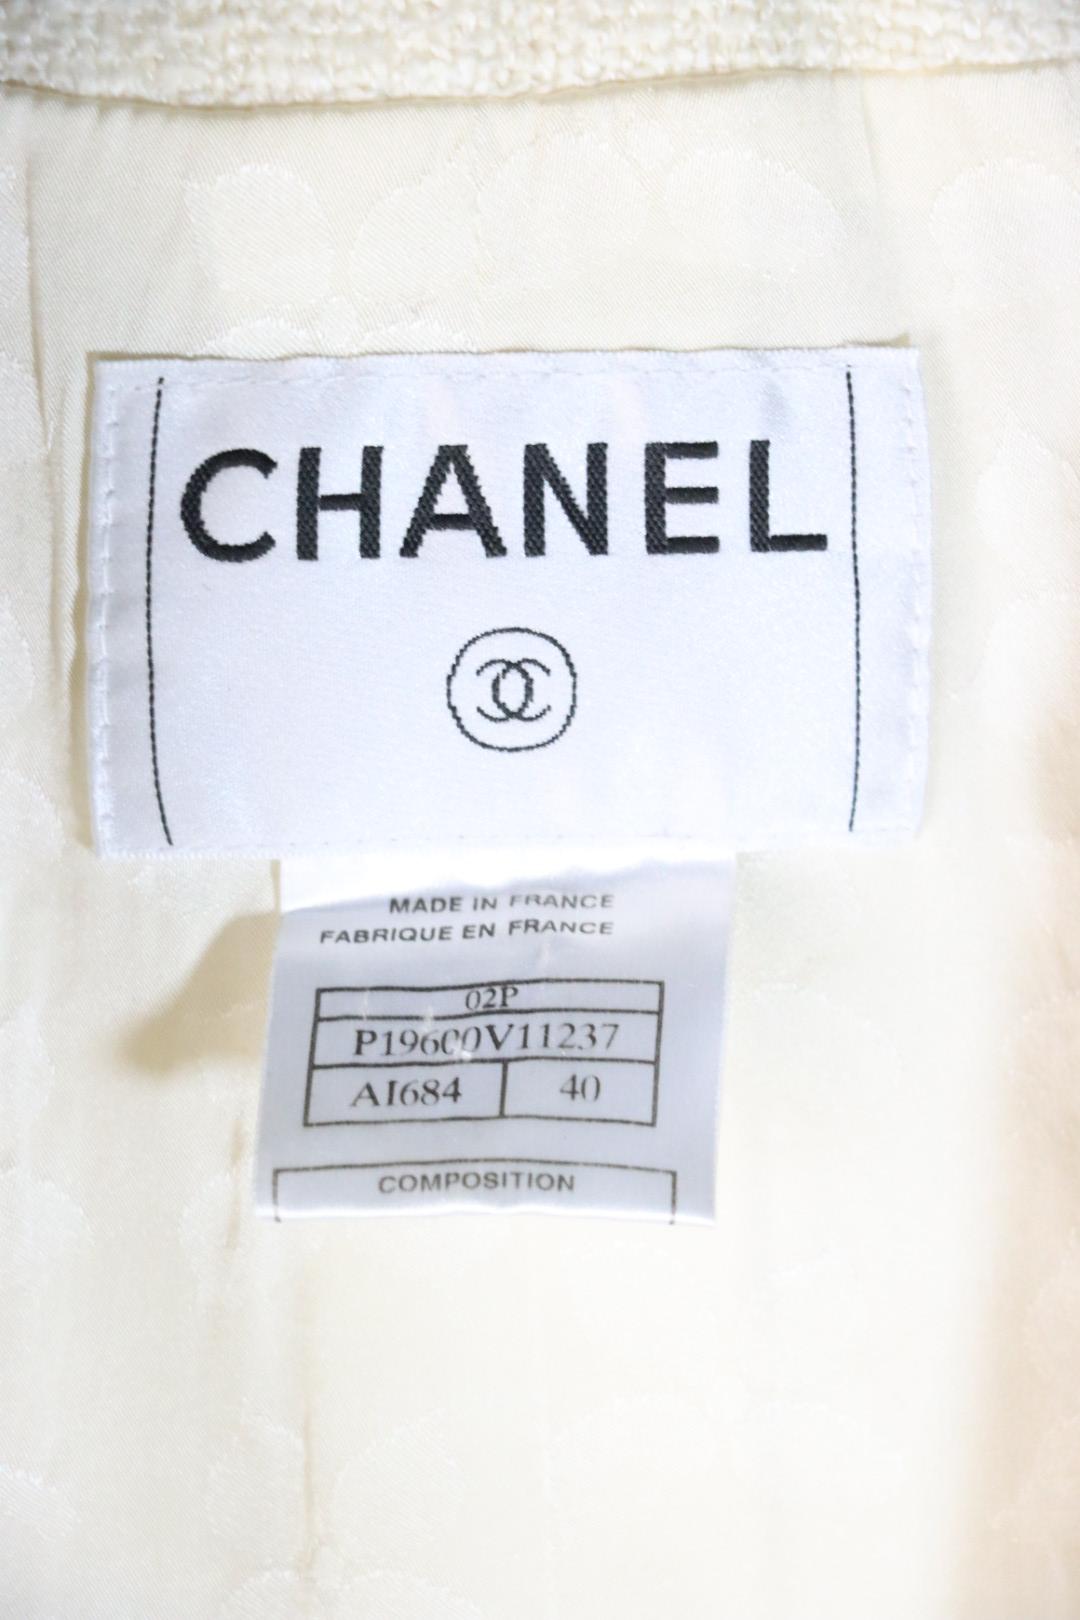 CHANEL
MADE IN FRANCE
FABRIQUE EN FRANCE
02P
P19600V11237
AI684 40
COMPOSITION